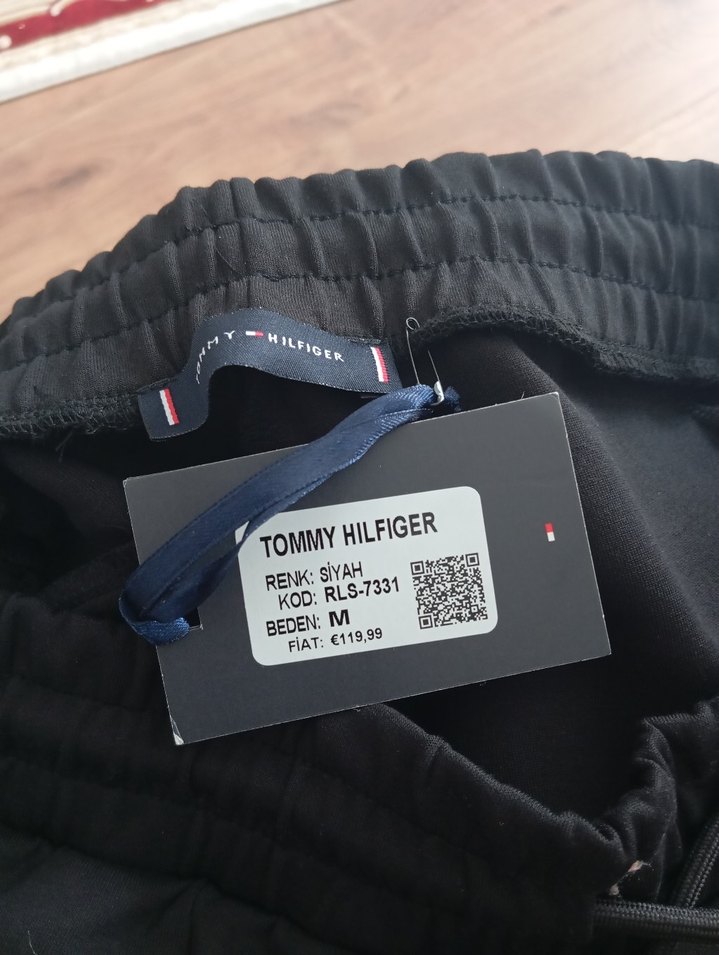 TOMMY HILFIGER
TOMMY HILFIGER
RENK: SİYAH
KOD: RLS-7331
BEDEN: M
FİAT: €119,99